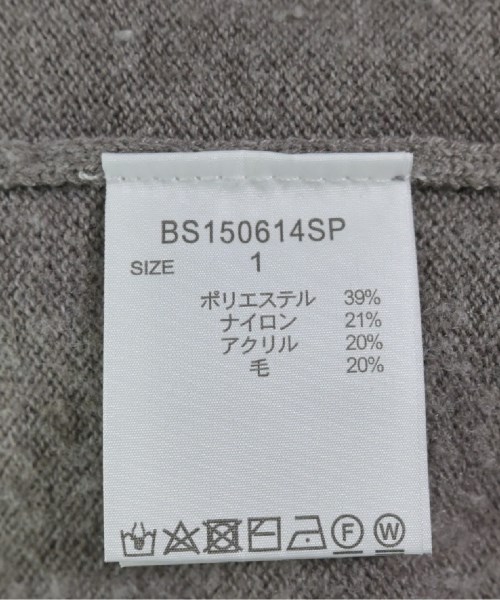 BS150614SP
SIZE 1
ポリエステル 39%
ナイロン 21%
アクリル 20%
毛 20%
F W